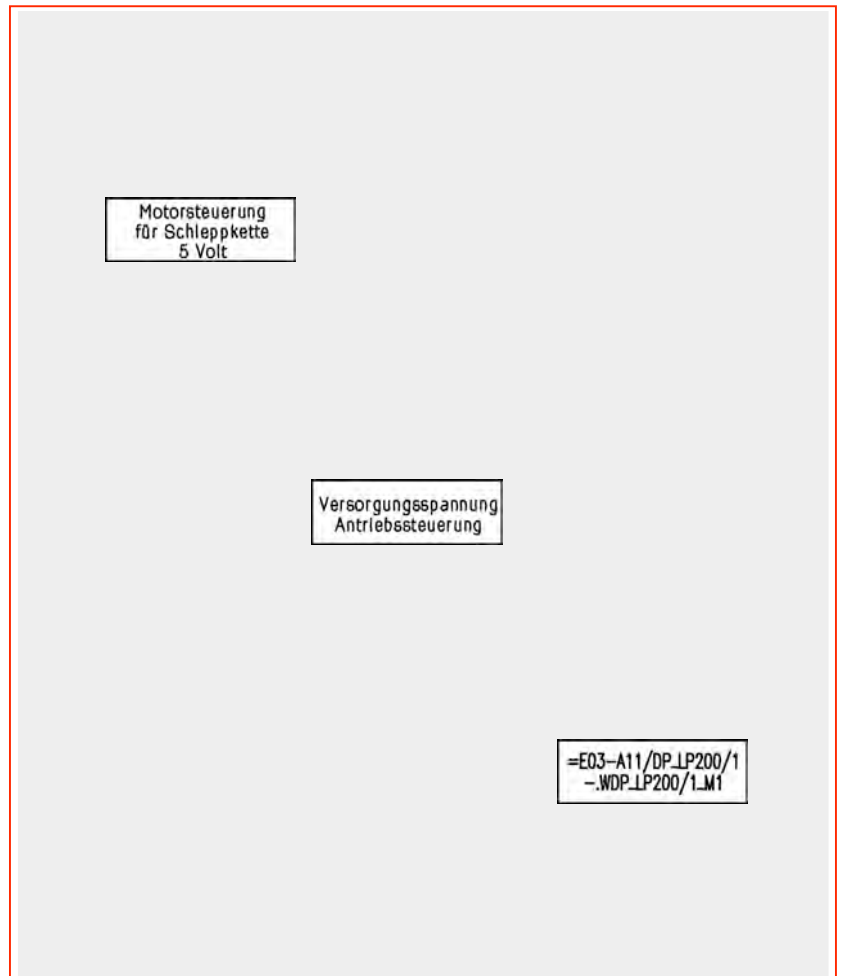 Motorsteuerung
für Schleppkette
5 Volt
Versorgungsspannung
Antriebssteuerung
=E03-A11/DP_LP200/1
-.WDP_LP200/1_M1